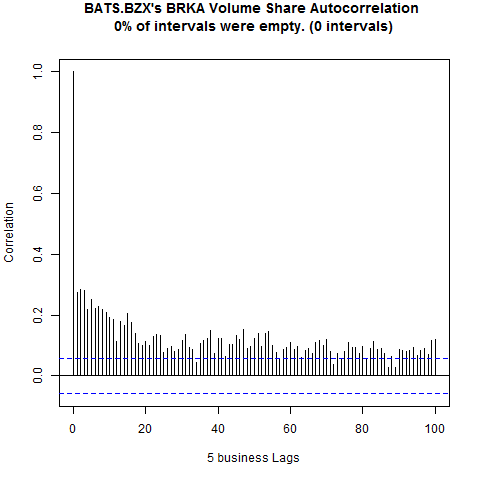 BATS.BZX's BRKA Volume Share Autocorrelation
0% of intervals were empty. (0 intervals)
Correlation
1.0
0.8
0.6
0.4
0.2
0.0
0 20 40 60 80 100
5 business Lags